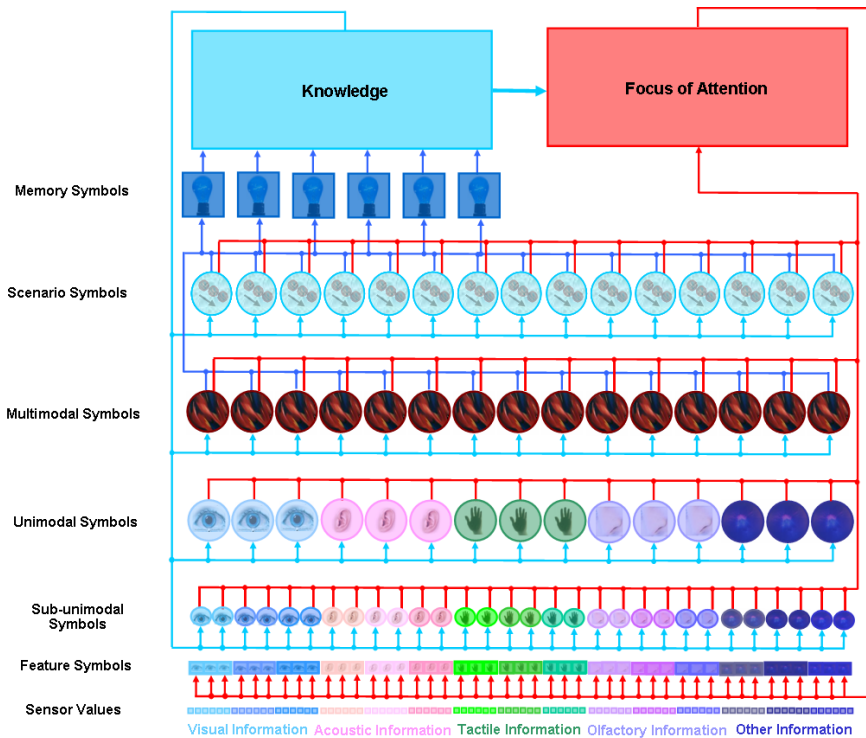 Knowledge
Focus of Attention
Memory Symbols
Scenario Symbols
Multimodal Symbols
Unimodal Symbols
Sub-unimodal
Symbols
Feature Symbols
Sensor Values
Visual Information Acoustic Information Tactile Information Olfactory Information Other Information